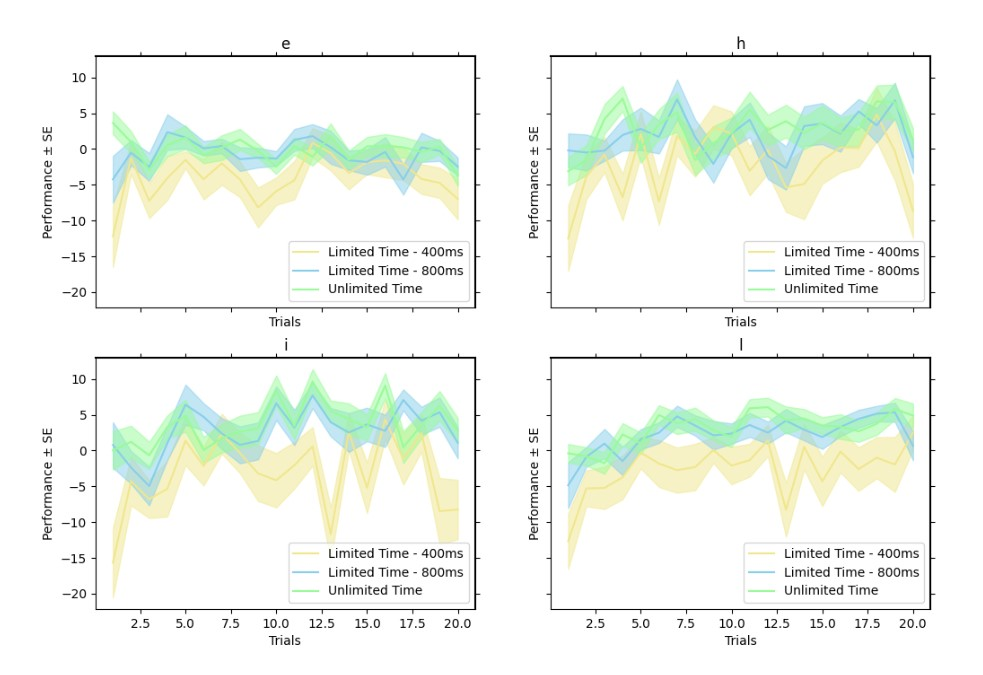 e
10
5
0
−5
−10
−15
−20
Performance ± SE
Limited Time - 400ms
Limited Time - 800ms
Unlimited Time
Trials
h
Performance ± SE
Limited Time - 400ms
Limited Time - 800ms
Unlimited Time
Trials
i
10
5
0
−5
−10
−15
−20
Performance ± SE
Limited Time - 400ms
Limited Time - 800ms
Unlimited Time
2.5 5.0 7.5 10.0 12.5 15.0 17.5 20.0
Trials
l
Performance ± SE
Limited Time - 400ms
Limited Time - 800ms
Unlimited Time
2.5 5.0 7.5 10.0 12.5 15.0 17.5 20.0
Trials